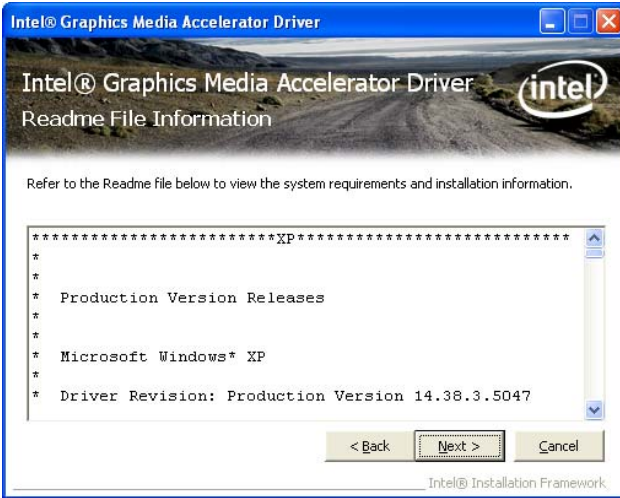 Intel® Graphics Media Accelerator Driver
Intel® Graphics Media Accelerator Driver
intel
Readme File Information
Refer to the Readme file below to view the system requirements and installation information.
*************************XP****************************
*
*
*  Production Version Releases
*
*
*  Microsoft Windows* XP
*
*  Driver Revision: Production Version 14.38.3.5047
< Back
Next >
Cancel
Intel® Installation Framework